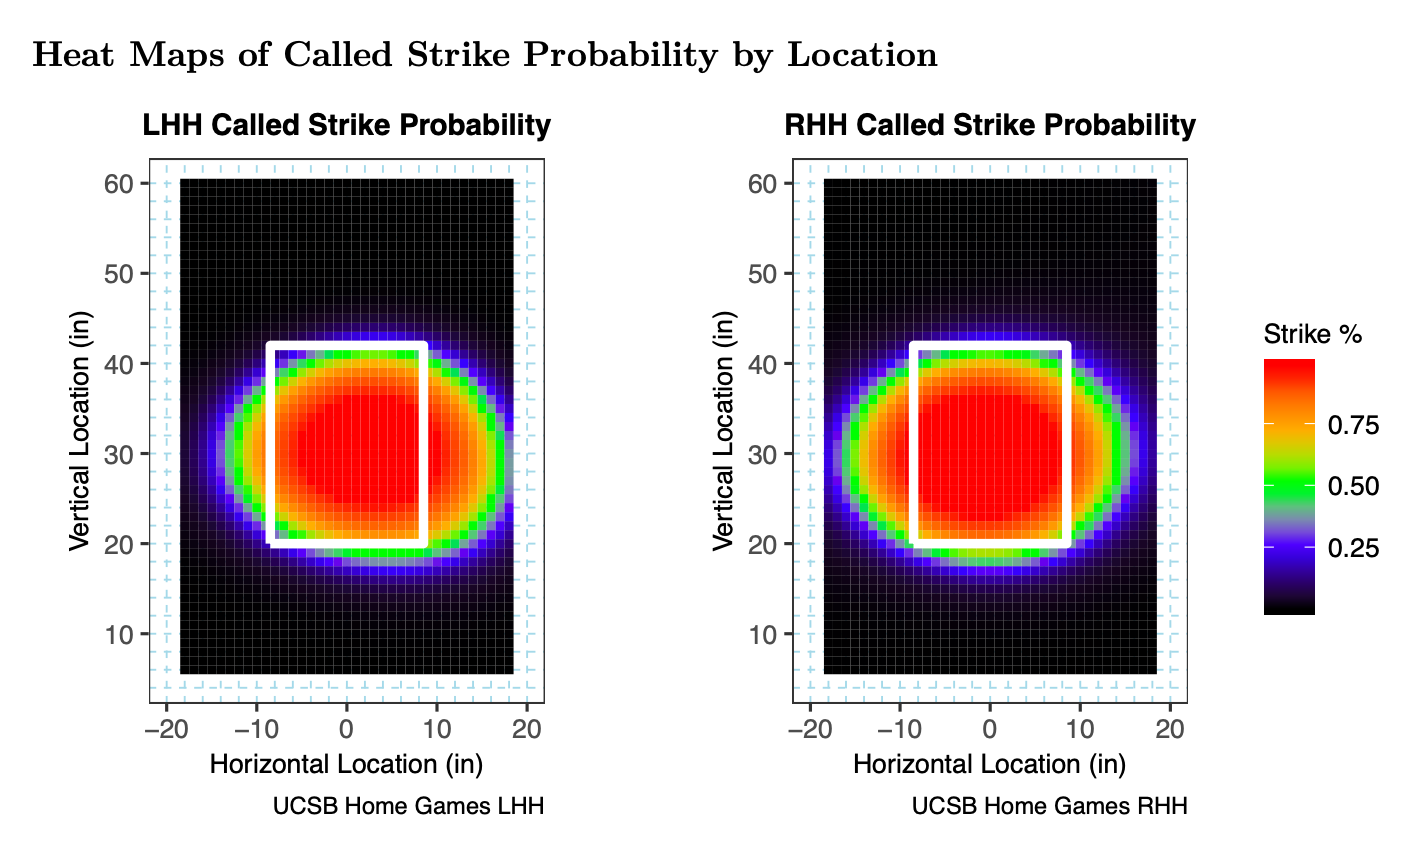 Heat Maps of Called Strike Probability by Location
LHH Called Strike Probability
60
50
40
30
20
10
Vertical Location (in)
−20 −10 0 10 20
Horizontal Location (in)
UCSB Home Games LHH
RHH Called Strike Probability
60
50
40
30
20
10
Vertical Location (in)
−20 −10 0 10 20
Horizontal Location (in)
UCSB Home Games RHH
Strike %
0.75
0.50
0.25